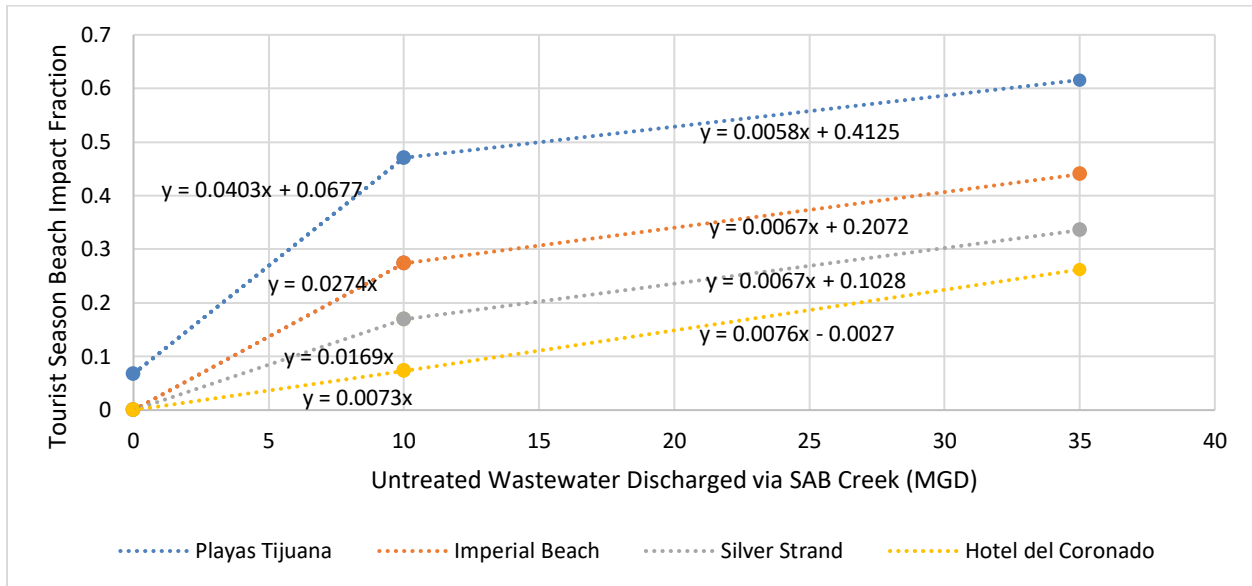 Tourist Season Beach Impact Fraction
0.7
0.6
0.5
0.4
0.3
0.2
0.1
0
y = 0.0403x + 0.0677
y = 0.0058x + 0.4125
y = 0.0274x
y = 0.0067x + 0.2072
y = 0.0169x
y = 0.0067x + 0.1028
y = 0.0073x
y = 0.0076x - 0.0027
0 5 10 15 20 25 30 35 40
Untreated Wastewater Discharged via SAB Creek (MGD)
Playas Tijuana Imperial Beach Silver Strand Hotel del Coronado